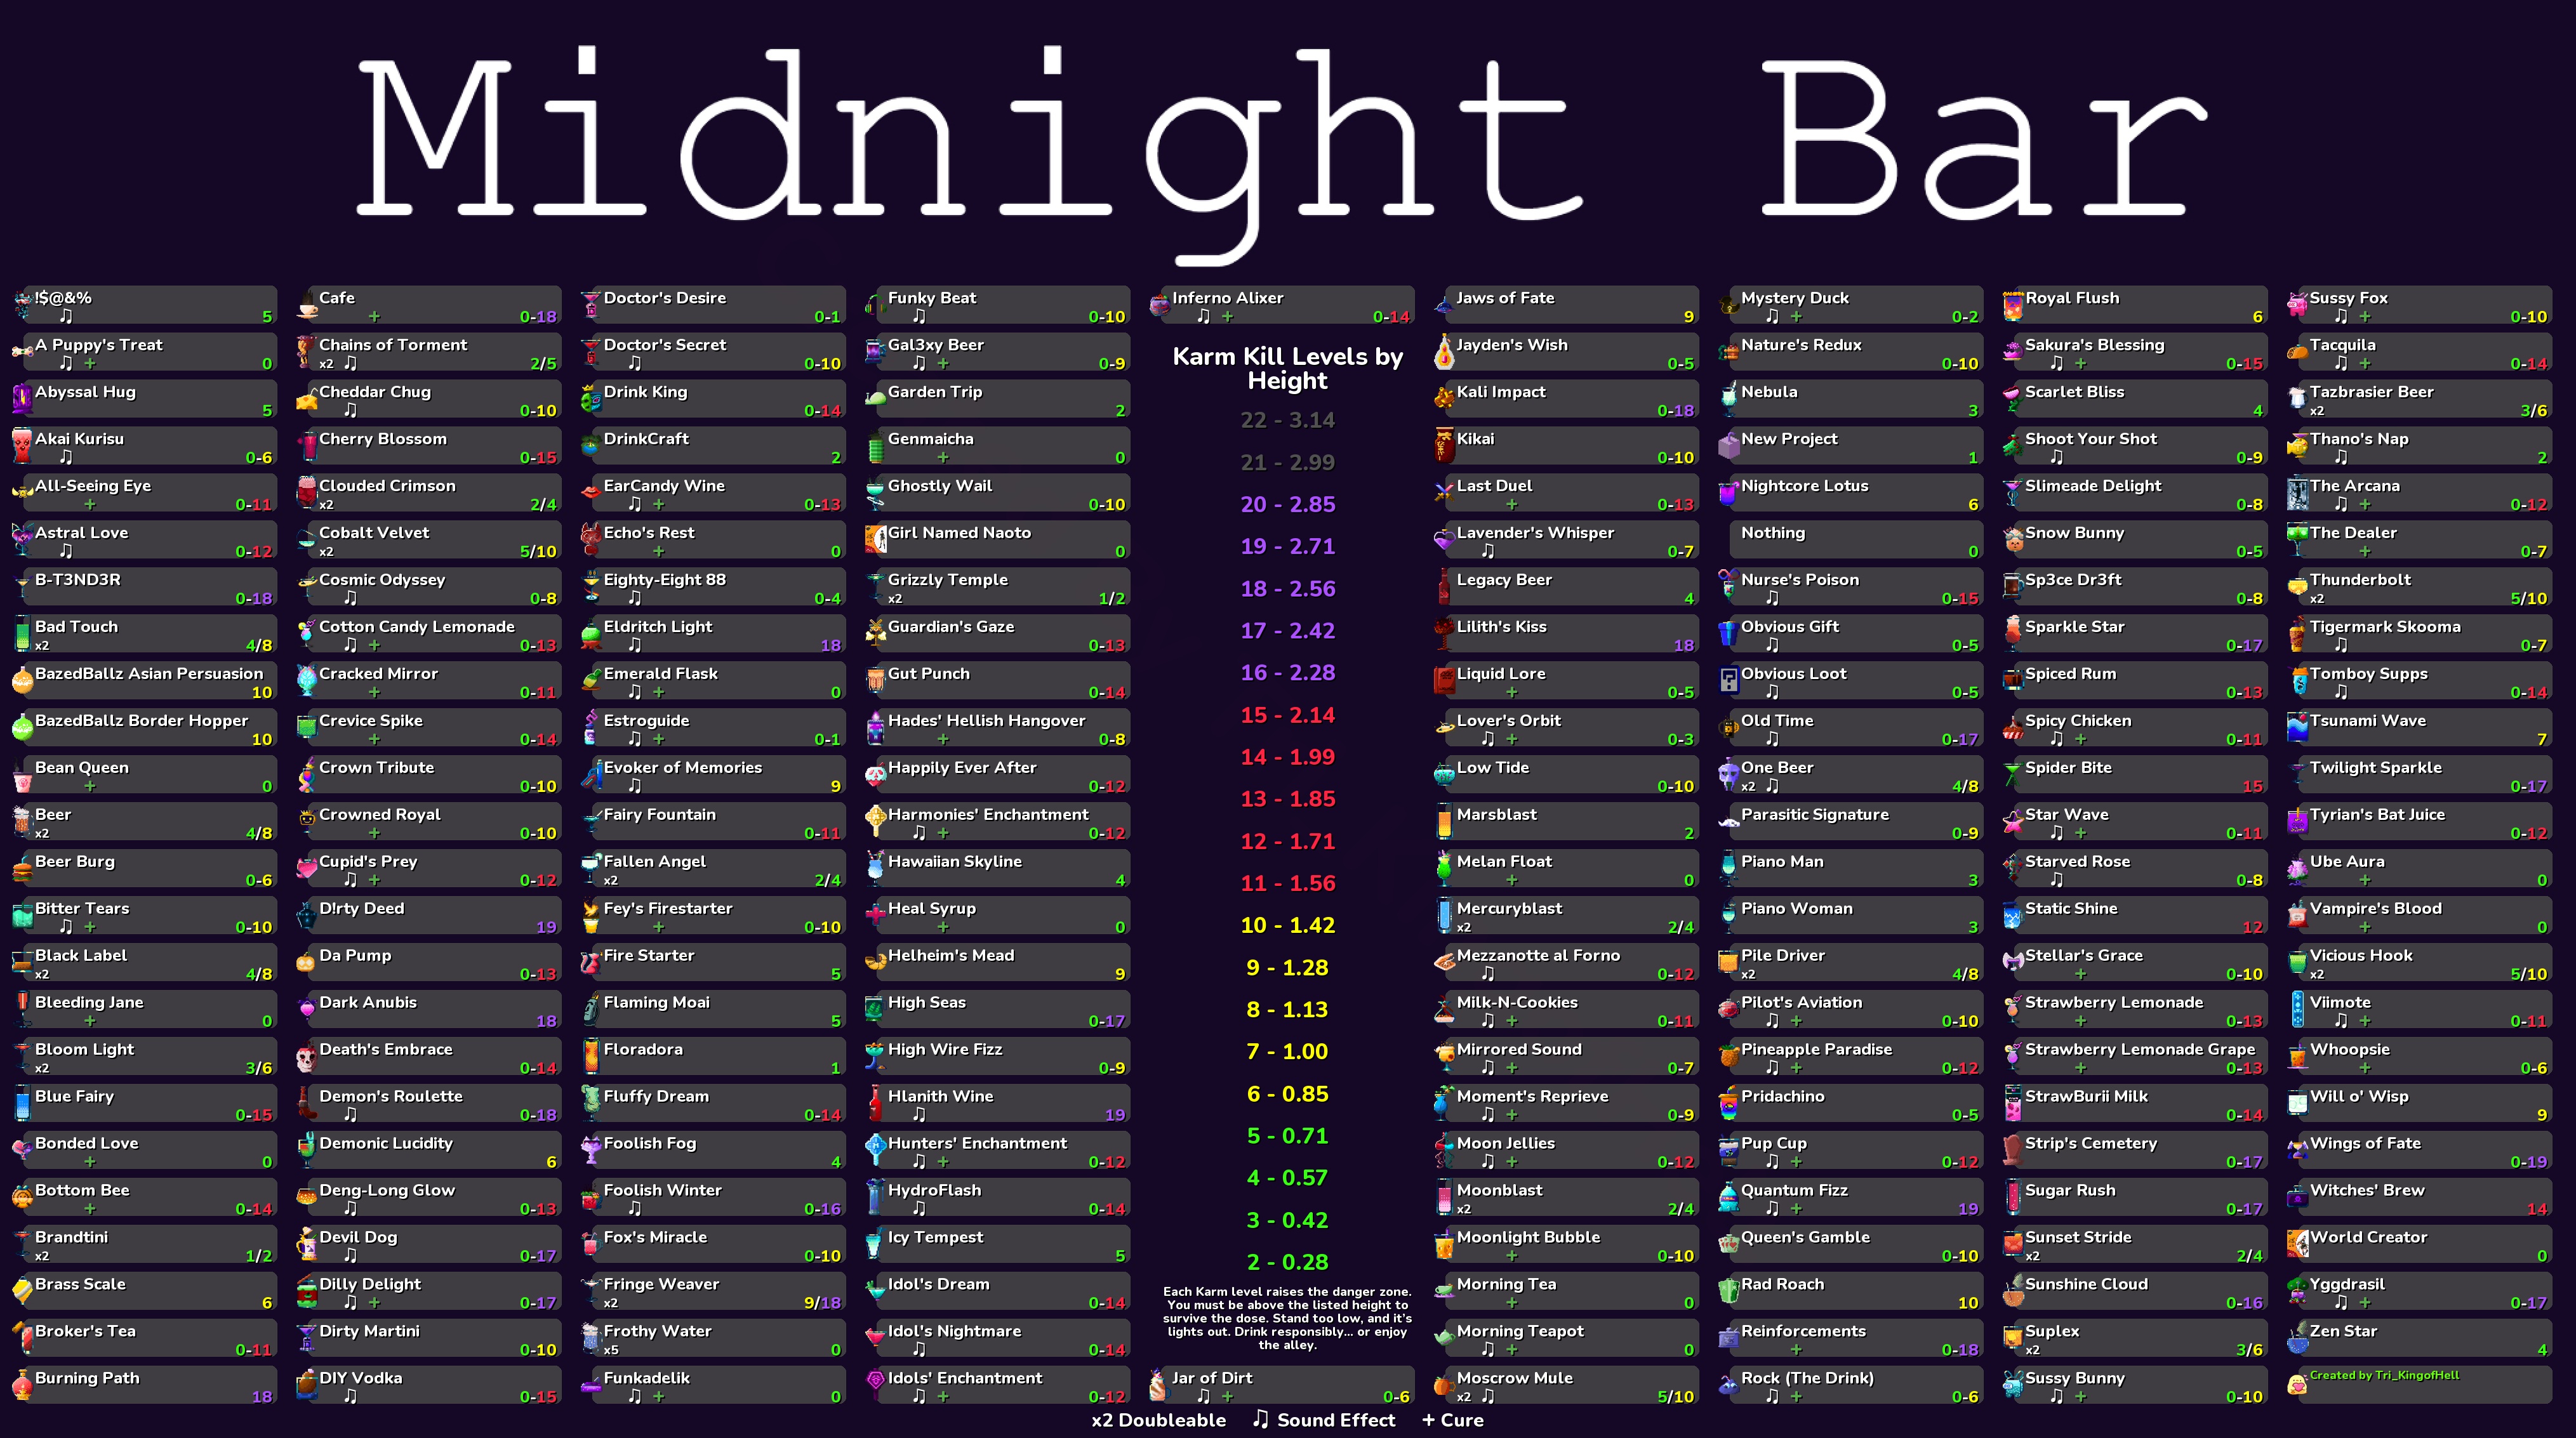 Midnight Bar
!$@&%
♫ 5
A Puppy's Treat
♫ + 0
Abyssal Hug
5
Akai Kurisu
♫ 0-6
All-Seeing Eye
+ 0-11
Astral Love
♫ 0-12
B-T3ND3R
0-18
Bad Touch
x2 4/8
BazedBallz Asian Persuasion
10
BazedBallz Border Hopper
10
Bean Queen
+ 0
Beer
x2 4/8
Beer Burg
0-6
Bitter Tears
♫ + 0-10
Black Label
x2 4/8
Bleeding Jane
+ 0
Bloom Light
x2 3/6
Blue Fairy
0-15
Bonded Love
+ 0
Bottom Bee
+ 0-14
Brandtini
x2 1/2
Brass Scale
6
Broker's Tea
0-11
Burning Path
18
Cafe
+ 0-18
Chains of Torment
x2 ♫ 2/5
Cheddar Chug
♫ 0-10
Cherry Blossom
0-15
Clouded Crimson
x2 2/4
Cobalt Velvet
x2 5/10
Cosmic Odyssey
♫ 0-8
Cotton Candy Lemonade
♫ + 0-13
Cracked Mirror
+ 0-11
Crevice Spike
+ 0-14
Crown Tribute
0-10
Crowned Royal
+ 0-10
Cupid's Prey
♫ + 0-12
D!rty Deed
19
Da Pump
0-13
Dark Anubis
18
Death's Embrace
0-14
Demon's Roulette
♫ 0-18
Demonic Lucidity
6
Deng-Long Glow
♫ 0-13
Devil Dog
♫ 0-17
Dilly Delight
♫ + 0-17
Dirty Martini
0-10
DIY Vodka
♫ 0-15
Doctor's Desire
0-1
Doctor's Secret
♫ 0-10
Drink King
0-14
DrinkCraft
2
EarCandy Wine
♫ + 0-13
Echo's Rest
+ 0
Eighty-Eight 88
♫ 0-4
Eldritch Light
♫ 18
Emerald Flask
♫ + 0
Estroguide
♫ + 0-1
Evoker of Memories
♫ 9
Fairy Fountain
0-11
Fallen Angel
x2 2/4
Fey's Firestarter
+ 0-10
Fire Starter
5
Flaming Moai
5
Floradora
1
Fluffy Dream
0-14
Foolish Fog
4
Foolish Winter
♫ 0-16
Fox's Miracle
0-10
Fringe Weaver
x2 9/18
Frothy Water
x5 0
Funkadelik
♫ + 0
Funky Beat
♫ 0-10
Gal3xy Beer
♫ + 0-9
Garden Trip
2
Genmaicha
+ 0
Ghostly Wail
0-10
Girl Named Naoto
0
Grizzly Temple
x2 1/2
Guardian's Gaze
0-13
Gut Punch
0-14
Hades' Hellish Hangover
+ 0-8
Happily Ever After
0-12
Harmonies' Enchantment
♫ + 0-12
Hawaiian Skyline
4
Heal Syrup
+ 0
Helheim's Mead
9
High Seas
0-17
High Wire Fizz
0-9
Hlanith Wine
♫ 19
Hunters' Enchantment
♫ + 0-12
HydroFlash
♫ 0-14
Icy Tempest
5
Idol's Dream
0-14
Idol's Nightmare
♫ 0-14
Idols' Enchantment
♫ + 0-12
Inferno Alixer
♫ + 0-14
Karm Kill Levels by
Height
22 - 3.14
21 - 2.99
20 - 2.85
19 - 2.71
18 - 2.56
17 - 2.42
16 - 2.28
15 - 2.14
14 - 1.99
13 - 1.85
12 - 1.71
11 - 1.56
10 - 1.42
9 - 1.28
8 - 1.13
7 - 1.00
6 - 0.85
5 - 0.71
4 - 0.57
3 - 0.42
2 - 0.28
Each Karm level raises the danger zone.
You must be above the listed height to
survive the dose. Stand too low, and it's
lights out. Drink responsibly... or enjoy
the alley.
Jar of Dirt
♫ + 0-6
Jaws of Fate
9
Jayden's Wish
0-5
Kali Impact
0-18
Kikai
0-10
Last Duel
+ 0-13
Lavender's Whisper
♫ 0-7
Legacy Beer
4
Lilith's Kiss
18
Liquid Lore
+ 0-5
Lover's Orbit
♫ + 0-3
Low Tide
0-10
Marsblast
2
Melan Float
+ 0
Mercuryblast
x2 2/4
Mezzanotte al Forno
♫ 0-12
Milk-N-Cookies
♫ + 0-11
Mirrored Sound
♫ + 0-7
Moment's Reprieve
♫ + 0-9
Moon Jellies
♫ + 0-12
Moonblast
x2 2/4
Moonlight Bubble
+ 0-10
Morning Tea
+ 0
Morning Teapot
♫ + 0
Moscrow Mule
x2 ♫ 5/10
Mystery Duck
♫ + 0-2
Nature's Redux
0-10
Nebula
3
New Project
1
Nightcore Lotus
6
Nothing
0
Nurse's Poison
♫ 0-15
Obvious Gift
♫ 0-5
Obvious Loot
♫ 0-5
Old Time
♫ 0-17
One Beer
x2 ♫ 4/8
Parasitic Signature
0-9
Piano Man
3
Piano Woman
3
Pile Driver
x2 4/8
Pilot's Aviation
♫ + 0-10
Pineapple Paradise
♫ + 0-12
Pridachino
0-5
Pup Cup
♫ + 0-12
Quantum Fizz
♫ + 19
Queen's Gamble
0-10
Rad Roach
10
Reinforcements
+ 0-18
Rock (The Drink)
♫ + 0-6
Royal Flush
6
Sakura's Blessing
♫ + 0-15
Scarlet Bliss
4
Shoot Your Shot
♫ 0-9
Slimeade Delight
0-8
Snow Bunny
0-5
Sp3ce Dr3ft
0-8
Sparkle Star
0-17
Spiced Rum
0-13
Spicy Chicken
♫ + 0-11
Spider Bite
15
Star Wave
♫ + 0-11
Starved Rose
♫ 0-8
Static Shine
12
Stellar's Grace
+ 0-10
Strawberry Lemonade
+ 0-13
Strawberry Lemonade Grape
+ 0-13
StrawBurii Milk
0-14
Strip's Cemetery
0-17
Sugar Rush
0-17
Sunset Stride
x2 2/4
Sunshine Cloud
0-16
Suplex
x2 3/6
Sussy Bunny
♫ + 0-10
Sussy Fox
♫ + 0-10
Tacquila
♫ + 0-14
Tazbrasier Beer
x2 3/6
Thano's Nap
♫ 2
The Arcana
♫ + 0-12
The Dealer
+ 0-7
Thunderbolt
x2 5/10
Tigermark Skooma
♫ 0-7
Tomboy Supps
♫ 0-14
Tsunami Wave
7
Twilight Sparkle
0-17
Tyrian's Bat Juice
0-12
Ube Aura
+ 0
Vampire's Blood
+ 0
Vicious Hook
x2 5/10
Viimote
♫ + 0-11
Whoopsie
+ 0-6
Will o' Wisp
9
Wings of Fate
0-19
Witches' Brew
14
World Creator
0
Yggdrasil
♫ + 0-17
Zen Star
4
Created by Tri_KingofHell
x2 Doubleable ♫ Sound Effect + Cure